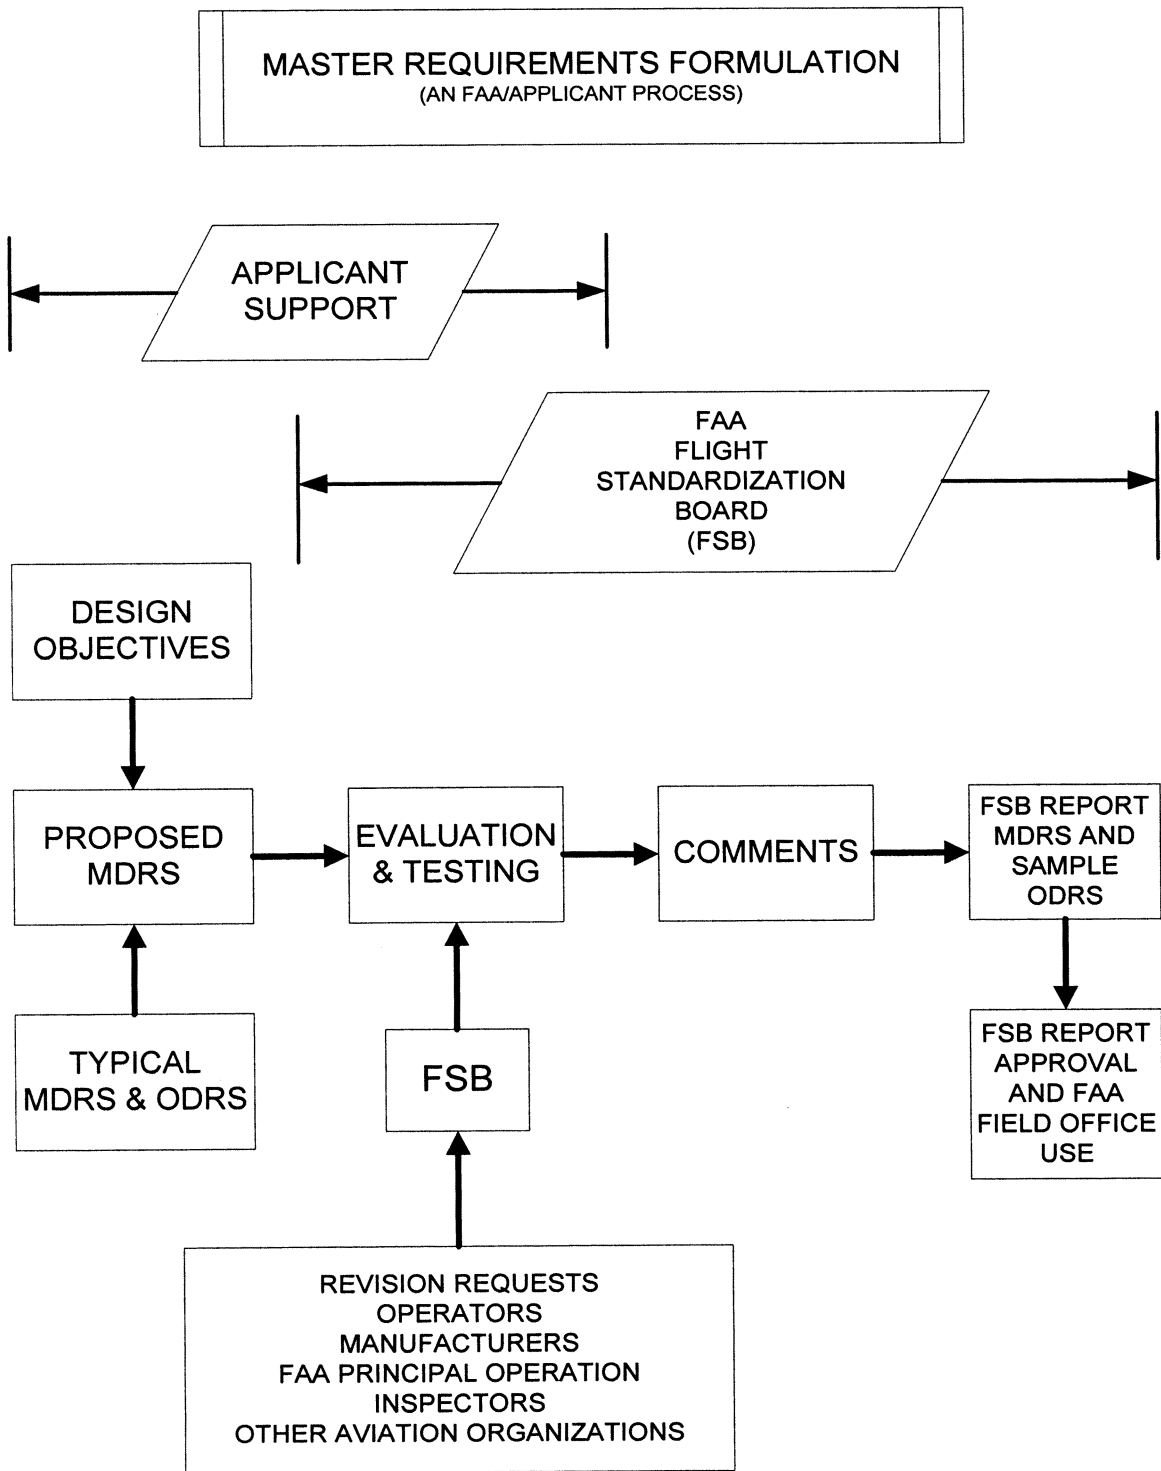 MASTER REQUIREMENTS FORMULATION
(AN FAA/APPLICANT PROCESS)
APPLICANT
SUPPORT
FAA
FLIGHT
STANDARDIZATION
BOARD
(FSB)
DESIGN
OBJECTIVES
PROPOSED
MDRS
EVALUATION
& TESTING
COMMENTS
FSB REPORT
MDRS AND
SAMPLE
ODRS
TYPICAL
MDRS & ODRS
FSB
FSB REPORT
APPROVAL
AND FAA
FIELD OFFICE
USE
REVISION REQUESTS
OPERATORS
MANUFACTURERS
FAA PRINCIPAL OPERATION
INSPECTORS
OTHER AVIATION ORGANIZATIONS